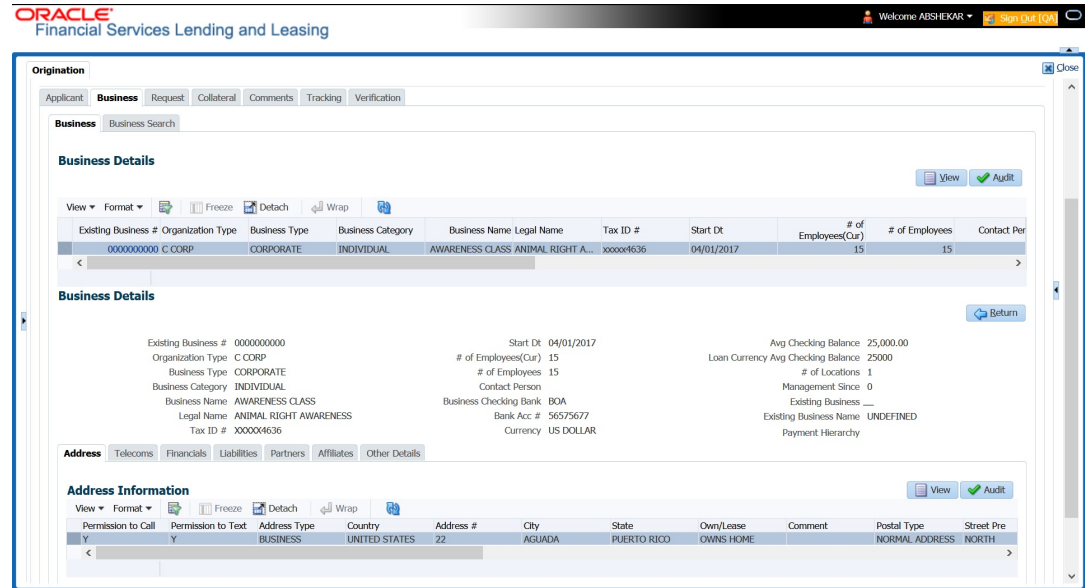 ORACLE
Financial Services Lending and Leasing
Welcome ABSHEKAR
Sign Out [QA]
Close
Origination
Applicant Business Request Collateral Comments Tracking Verification
Business Business Search
Business Details
View Audit
View Format Freeze Detach Wrap
Existing Business # Organization Type Business Type Business Category Business Name Legal Name Tax ID # Start Dt # of Employees(Cur) # of Employees Contact Per
0000000000 C CORP CORPORATE INDIVIDUAL AWARENESS CLASS ANIMAL RIGHT A... xxxxx4636 04/01/2017 15 15
Business Details
Return
Existing Business # 0000000000 Start Dt 04/01/2017 Avg Checking Balance 25,000.00
Organization Type C CORP # of Employees(Cur) 15 Loan Currency Avg Checking Balance 25000
Business Type CORPORATE # of Employees 15 # of Locations 1
Business Category INDIVIDUAL Contact Person Management Since 0
Business Name AWARENESS CLASS Business Checking Bank BOA Existing Business
Legal Name ANIMAL RIGHT AWARENESS Bank Acc # 56575677 Existing Business Name UNDEFINED
Tax ID # XXXXX4636 Currency US DOLLAR Payment Hierarchy
Address Telecoms Financials Liabilities Partners Affiliates Other Details
Address Information
View Audit
View Format Freeze Detach Wrap
Permission to Call Permission to Text Address Type Country Address # City State Own/Lease Comment Postal Type Street Pre
Y Y BUSINESS UNITED STATES 22 AGUADA PUERTO RICO OWNS HOME NORMAL ADDRESS NORTH